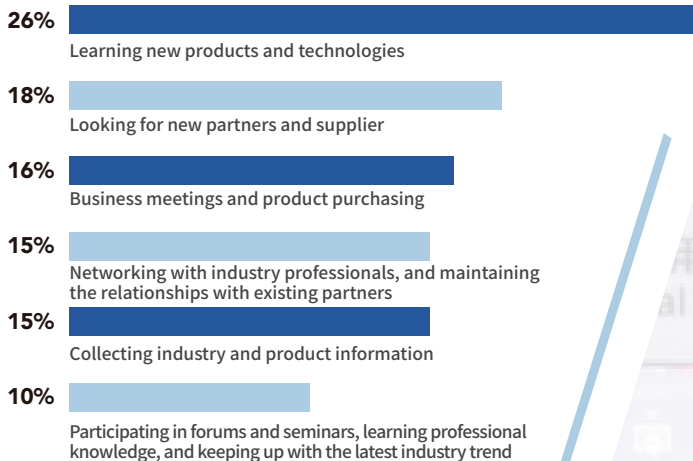 26%
Learning new products and technologies
18%
Looking for new partners and supplier
16%
Business meetings and product purchasing
15%
Networking with industry professionals, and maintaining
the relationships with existing partners
15%
Collecting industry and product information
10%
Participating in forums and seminars, learning professional
knowledge, and keeping up with the latest industry trend